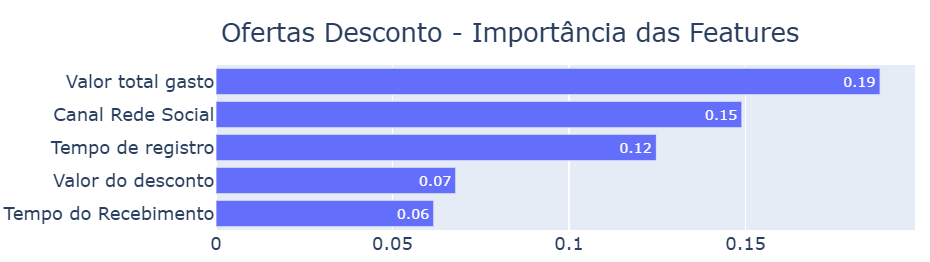 Ofertas Desconto - Importância das Features
Valor total gasto 0.19
Canal Rede Social 0.15
Tempo de registro 0.12
Valor do desconto 0.07
Tempo do Recebimento 0.06
0 0.05 0.1 0.15